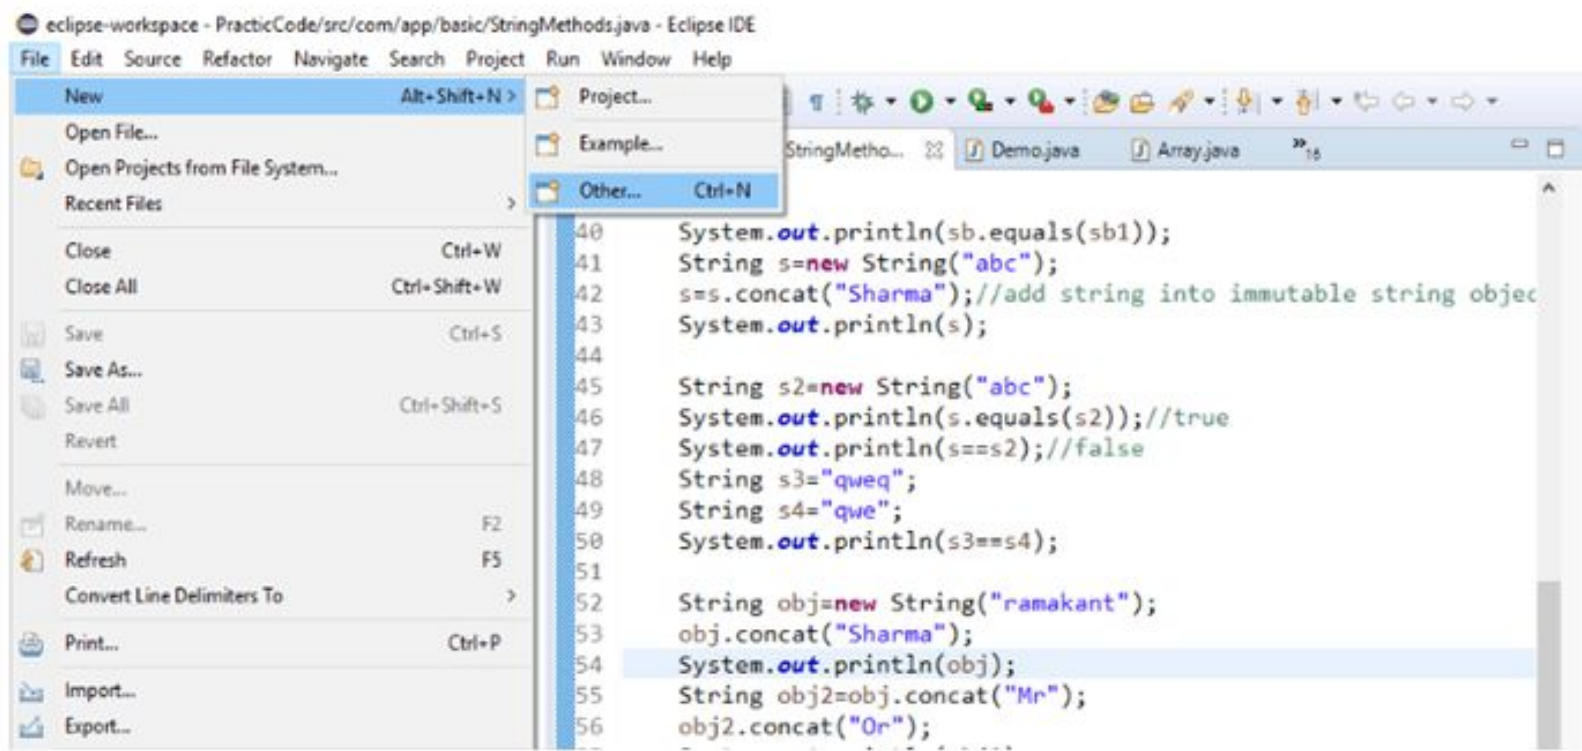 eclipse-workspace - PracticCode/src/com/app/basic/StringMethods.java - Eclipse IDE
File Edit Source Refactor Navigate Search Project Run Window Help
New Alt+Shift+N >
Open File...
Open Projects from File System...
Recent Files >
Close Ctrl+W
Close All Ctrl+Shift+W
Save Ctrl+S
Save As...
Save All Ctrl+Shift+S
Revert
Move...
Rename... F2
Refresh F5
Convert Line Delimiters To >
Print... Ctrl+P
Import...
Export...
Project...
Example...
Other... Ctrl+N
StringMetho... Demo.java Array.java »16
40 System.out.println(sb.equals(sb1));
41 String s=new String("abc");
42 s=s.concat("Sharma");//add string into immutable string objec
43 System.out.println(s);
44
45 String s2=new String("abc");
46 System.out.println(s.equals(s2));//true
47 System.out.println(s==s2);//false
48 String s3="qweq";
49 String s4="qwe";
50 System.out.println(s3==s4);
51
52 String obj=new String("ramakant");
53 obj.concat("Sharma");
54 System.out.println(obj);
55 String obj2=obj.concat("Mr");
56 obj2.concat("Or");